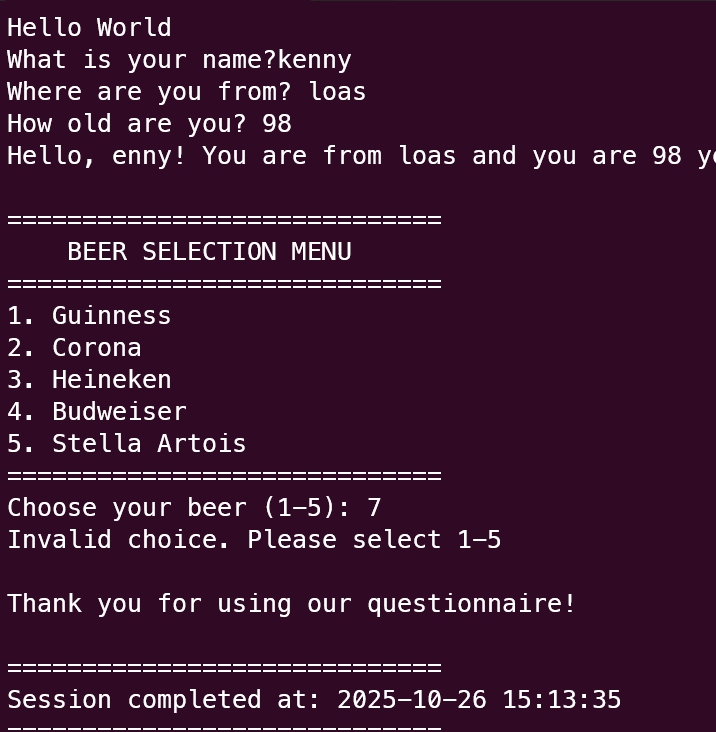 Hello World
What is your name?kenny
Where are you from? loas
How old are you? 98
Hello, enny! You are from loas and you are 98 y
=============================
    BEER SELECTION MENU
=============================
1. Guinness
2. Corona
3. Heineken
4. Budweiser
5. Stella Artois
=============================
Choose your beer (1-5): 7
Invalid choice. Please select 1-5
Thank you for using our questionnaire!
=============================
Session completed at: 2025-10-26 15:13:35
=============================